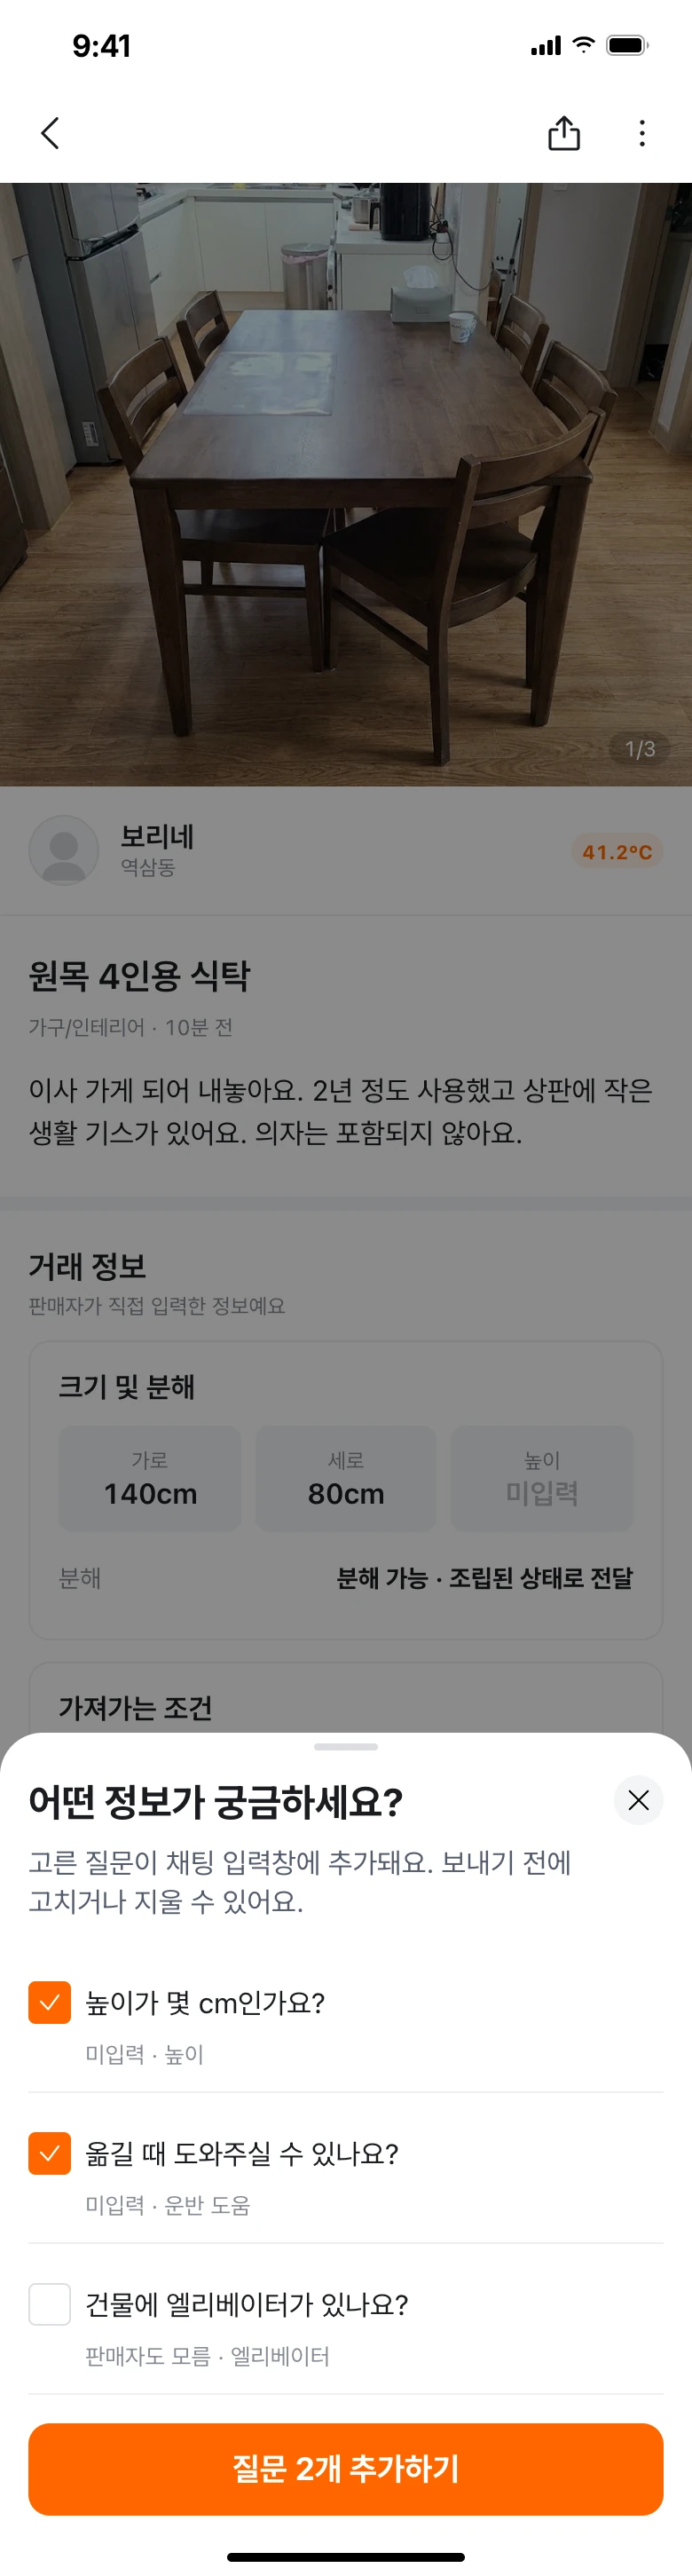 9:41
1/3
보리네
역삼동
41.2°C
원목 4인용 식탁
가구/인테리어 · 10분 전
이사 가게 되어 내놓아요. 2년 정도 사용했고 상판에 작은
생활 기스가 있어요. 의자는 포함되지 않아요.
거래 정보
판매자가 직접 입력한 정보예요
크기 및 분해
가로
세로
높이
140cm
80cm
미입력
분해
분해 가능 · 조립된 상태로 전달
가져가는 조건
어떤 정보가 궁금하세요?
고른 질문이 채팅 입력창에 추가돼요. 보내기 전에
고치거나 지울 수 있어요.
높이가 몇 cm인가요?
미입력 · 높이
옮길 때 도와주실 수 있나요?
미입력 · 운반 도움
건물에 엘리베이터가 있나요?
판매자도 모름 · 엘리베이터
질문 2개 추가하기